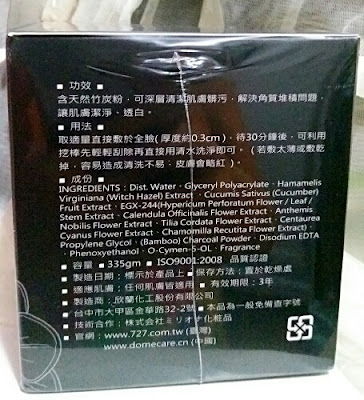 ■ 功效
含天然竹炭粉，可深層清潔肌膚髒污，解決角質堆積問題，
讓肌膚潔淨、透白。
■ 用法
取適量直接敷於全臉（厚度約0.3cm），待30分鐘後，可利用
挖棒先輕輕刮除再直接用清水洗淨即可。（若敷太薄或敷乾
掉，容易造成清洗不易，皮膚會略紅）。
■ 成份
INGREDIENTS : Dist. Water、Glyceryl Polyacrylate、Hamamelis
Virginiana (Witch Hazel) Extract、Cucumis Sativus (Cucumber)
Fruit Extract、EGX-244(Hypericum Perforatum Flower / Leaf /
Stem Extract、Calendula Officinalis Flower Extract、Anthemis
Nobilis Flower Extract、Tilia Cordata Flower Extract、Centaurea
Cyanus Flower Extract、Chamomilla Recutita Flower Extract)、
Propylene Glycol、(Bamboo) Charcoal Powder、Disodium EDTA
、Phenoxyethanol、O-Cymen-5-OL、Fragrance
■ 容量：335gm ■ ISO9001:2008 品質認證
製造日期：標示於產品上 ■ 保存方法：置於乾燥處
適應肌膚：任何肌膚皆適用 ■ 有效期限：3年
製造商：欣蘭化工股份有限公司
台中市大甲區金華路32-2號 ■ 本品為一般免備查字號
技術合作：株式会社ミリオナ化粧品
官網：www.727.com.tw (臺灣)
www.domecare.cn (中國)